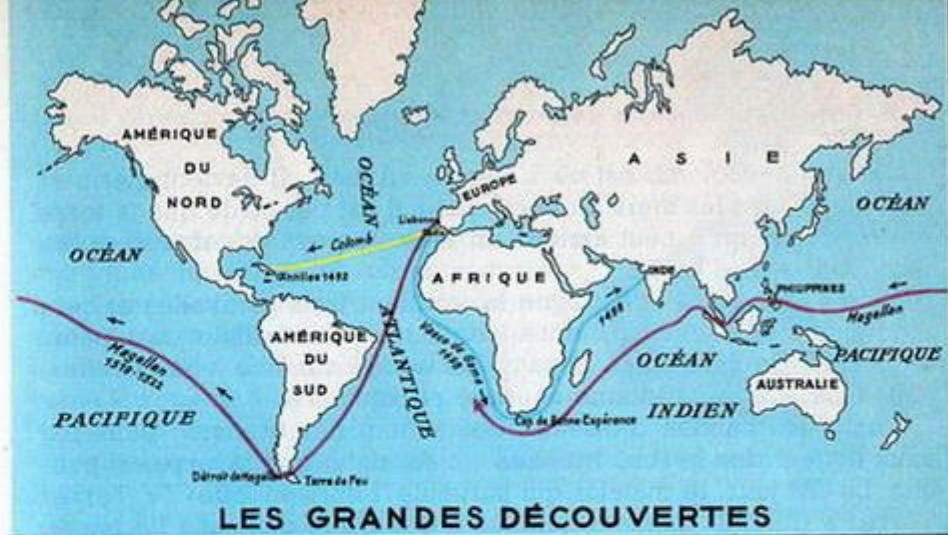 AMÉRIQUE
DU
NORD
OCÉAN
ATLANTIQUE
EUROPE
ASIE
OCÉAN
PACIFIQUE
Lisbonne
Colomb
Antilles 1492
AFRIQUE
INDE
PHILIPPINES
OCÉAN
PACIFIQUE
Magellan
1519-1522
AMÉRIQUE
DU
SUD
Vasco de Gama
1498
OCÉAN
INDIEN
Magellan
AUSTRALIE
Cap de Bonne Espérance
Détroit de Magellan
Terre de Feu
LES GRANDES DÉCOUVERTES